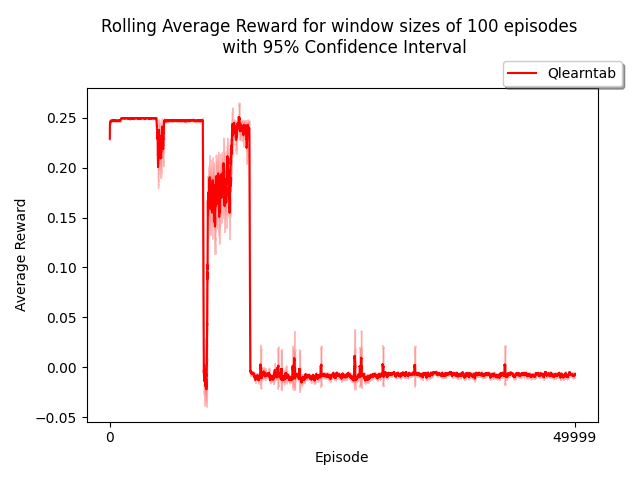 Rolling Average Reward for window sizes of 100 episodes
with 95% Confidence Interval
Qlearntab
0.25
0.20
0.15
0.10
0.05
0.00
−0.05
Average Reward
0
49999
Episode